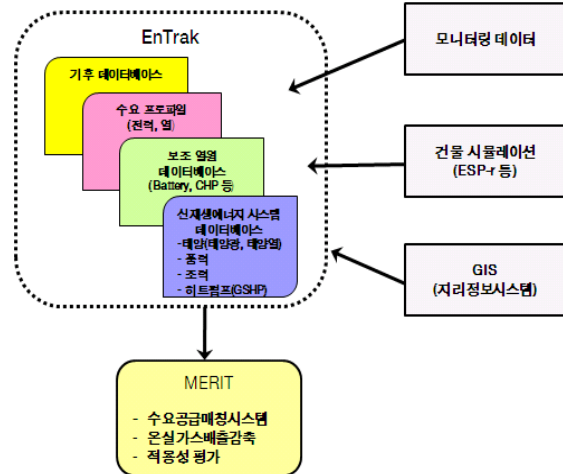 EnTrak
기후 데이터베이스
수요 프로파일
(전력, 열)
보조 열원
데이터베이스
(Battery, CHP 등)
신재생에너지 시스템
데이터베이스
-태양(태양광, 태양열)
- 풍력
- 조력
- 히트펌프(GSHP)
모니터링 데이터
건물 시뮬레이션
(ESP-r 등)
GIS
(지리정보시스템)
MERIT
- 수요공급매칭시스템
- 온실가스배출감축
- 적용성 평가